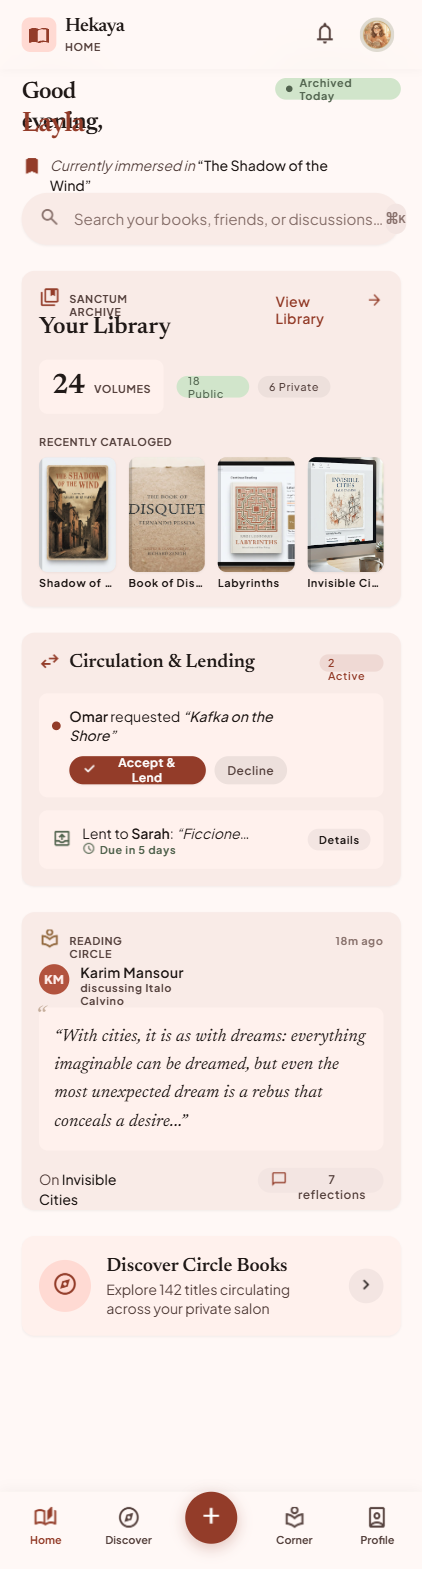 Hekaya
HOME
Good
evening,
Layla
Archived
Today
Currently immersed in “The Shadow of the
Wind”
Search your books, friends, or discussions... ⌘K
SANCTUM
ARCHIVE
Your Library
View
Library
24 VOLUMES
18
Public
6 Private
RECENTLY CATALOGED
THE SHADOW
OF THE WIND
THE BOOK OF
DISQUIET
FERNANDO PESSOA
LABYRINTHS
INVISIBLE
CITIES
Shadow of ...
Book of Dis...
Labyrinths
Invisible Ci...
Circulation & Lending
2
Active
Omar requested “Kafka on the
Shore”
Accept &
Lend
Decline
Lent to Sarah: “Ficcione...
Due in 5 days
Details
READING
CIRCLE
18m ago
KM
Karim Mansour
discussing Italo
Calvino
“
“With cities, it is as with dreams: everything
imaginable can be dreamed, but even the
most unexpected dream is a rebus that
conceals a desire...”
On Invisible
Cities
7
reflections
Discover Circle Books
Explore 142 titles circulating
across your private salon
Home
Discover
Corner
Profile